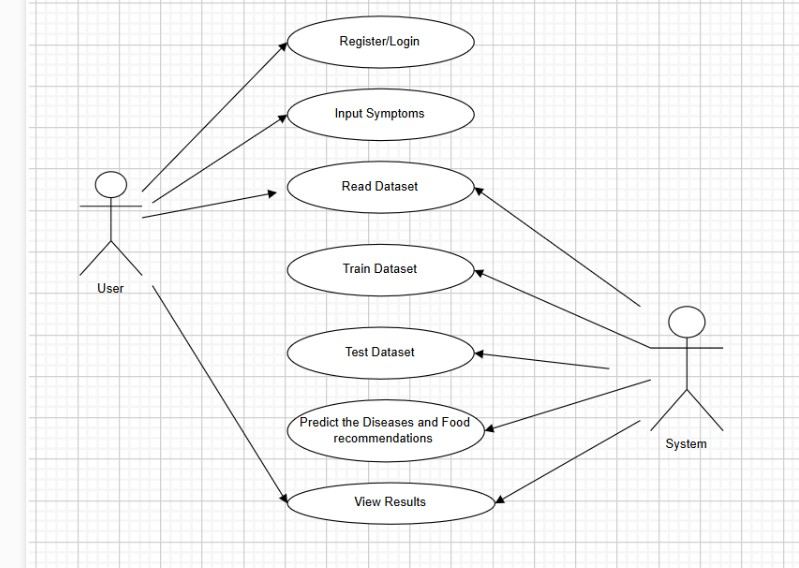 Register/Login
Input Symptoms
Read Dataset
User
Train Dataset
Test Dataset
Predict the Diseases and Food
recommendations
System
View Results